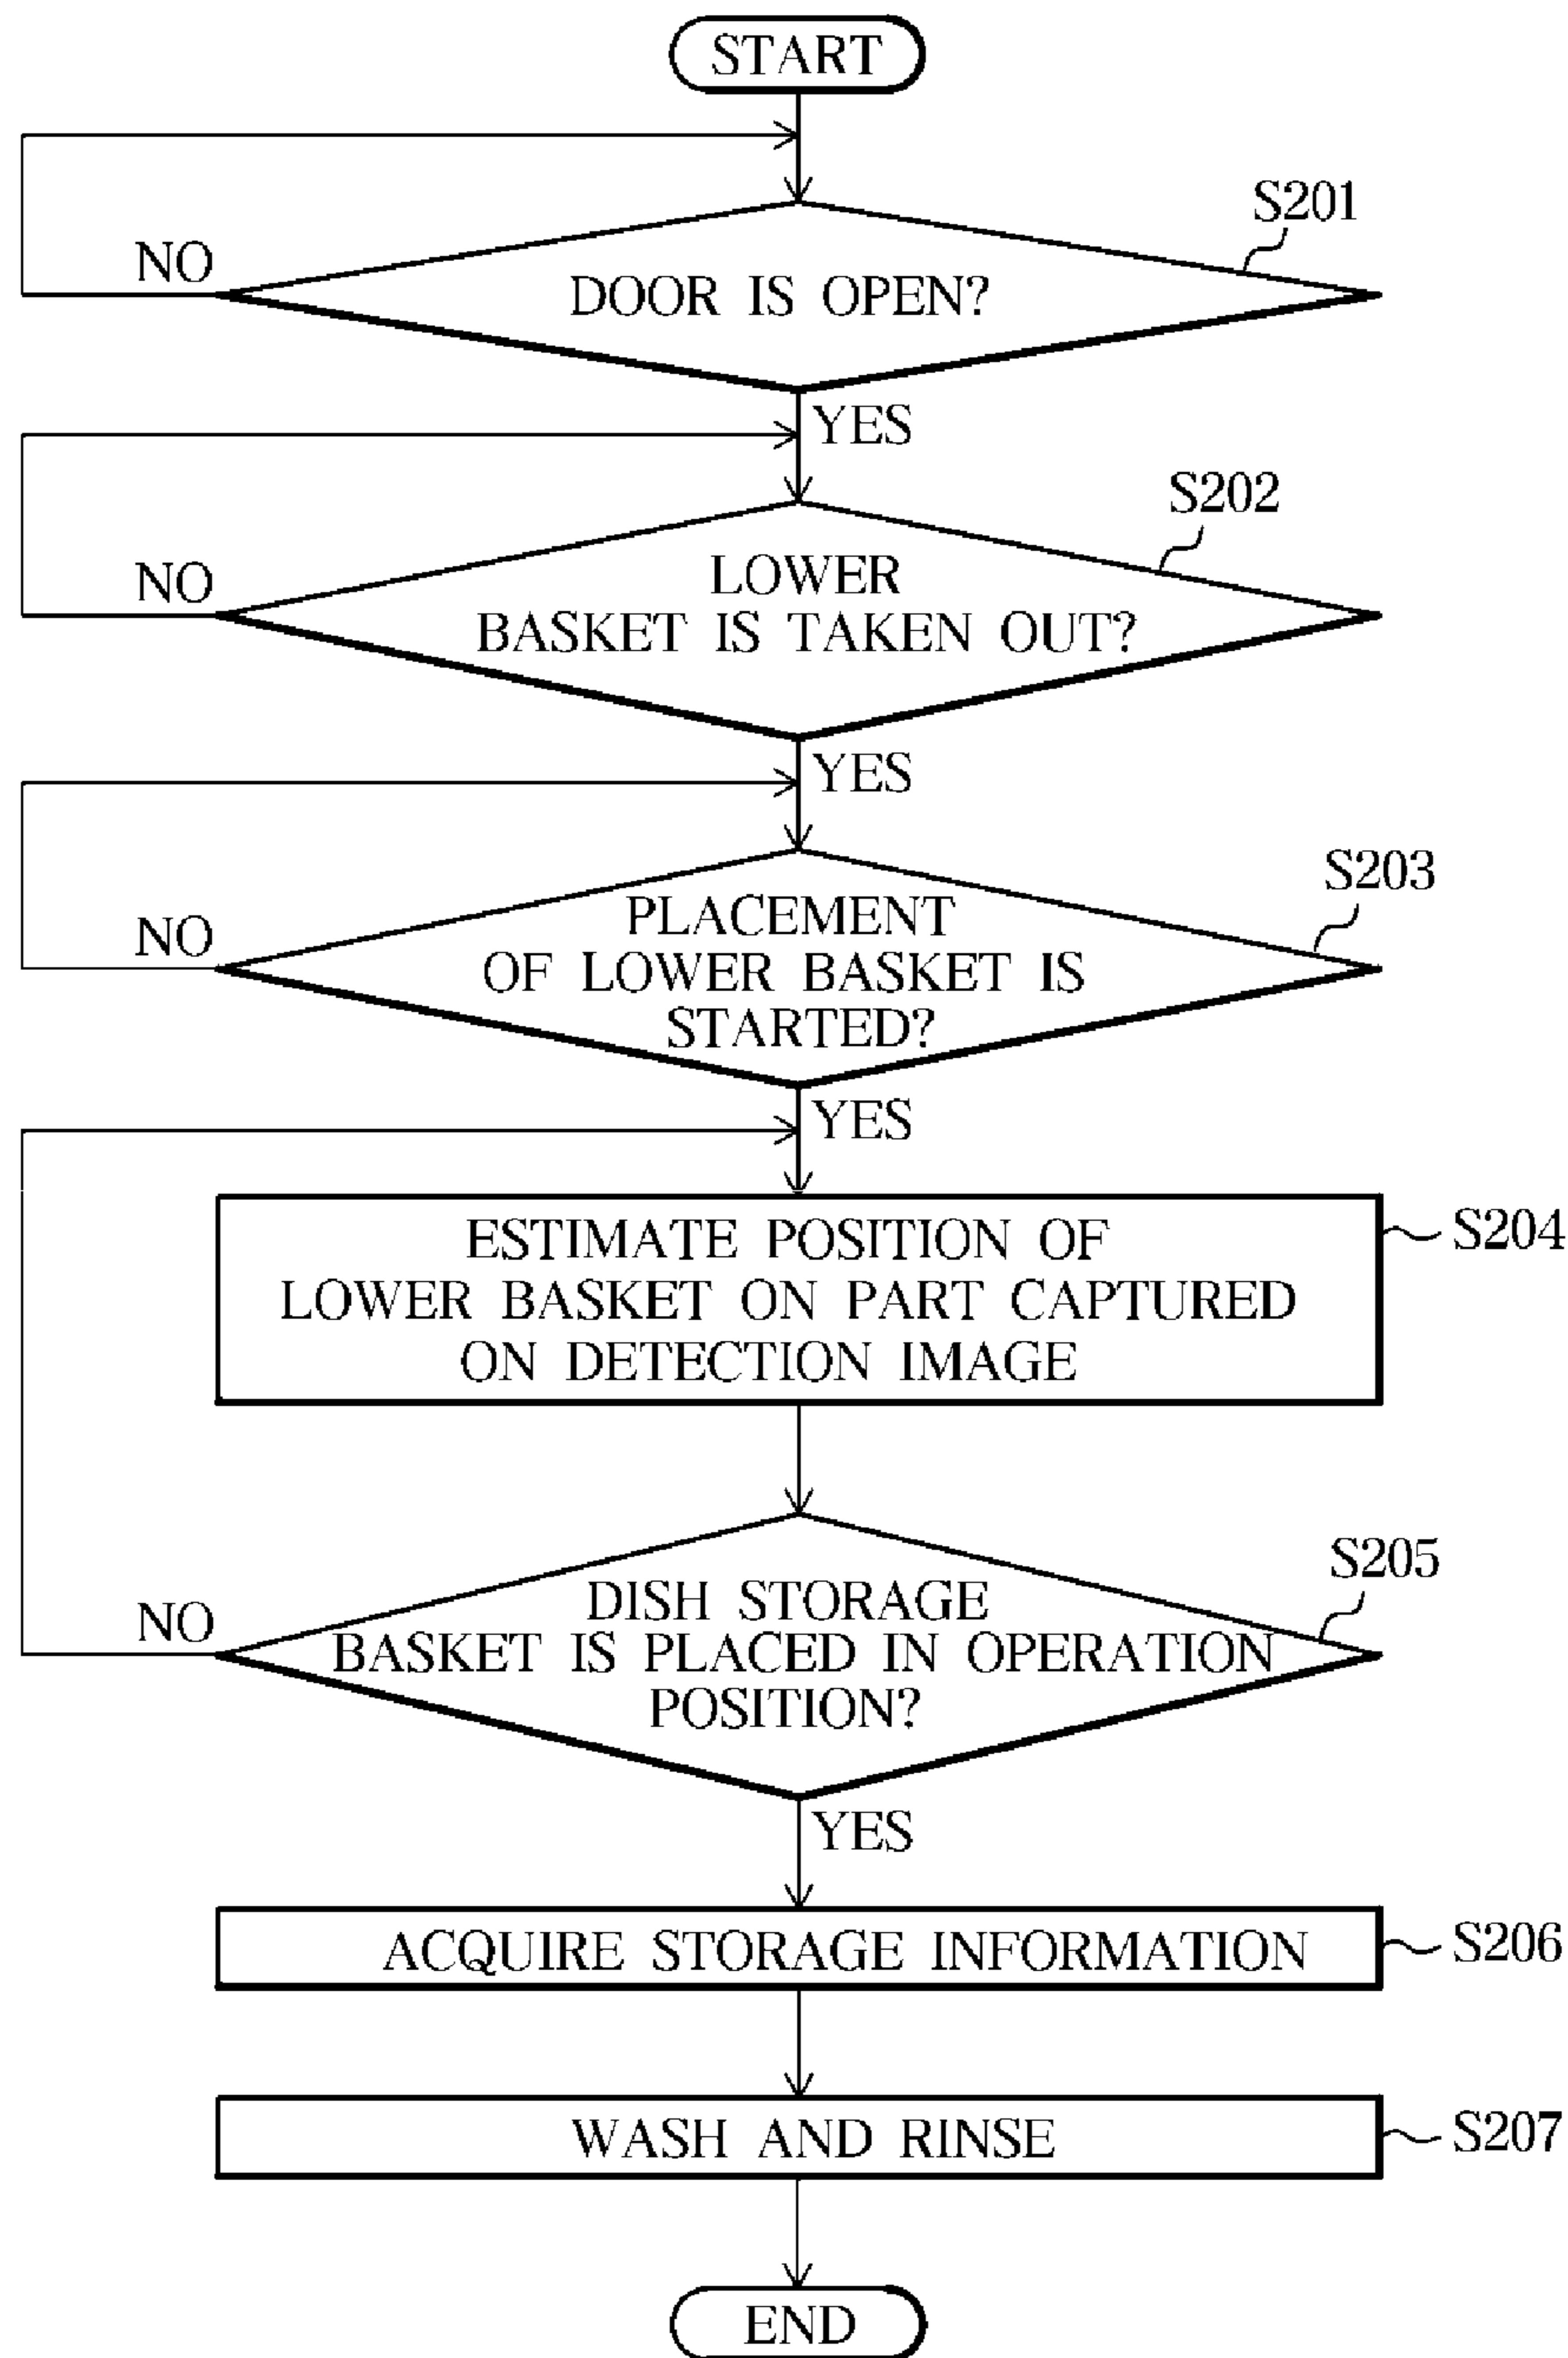 START
S201
NO
DOOR IS OPEN?
YES
S202
NO
LOWER
BASKET IS TAKEN OUT?
YES
S203
NO
PLACEMENT
OF LOWER BASKET IS
STARTED?
YES
ESTIMATE POSITION OF
LOWER BASKET ON PART CAPTURED
ON DETECTION IMAGE
S204
S205
NO
DISH STORAGE
BASKET IS PLACED IN OPERATION
POSITION?
YES
ACQUIRE STORAGE INFORMATION
S206
WASH AND RINSE
S207
END